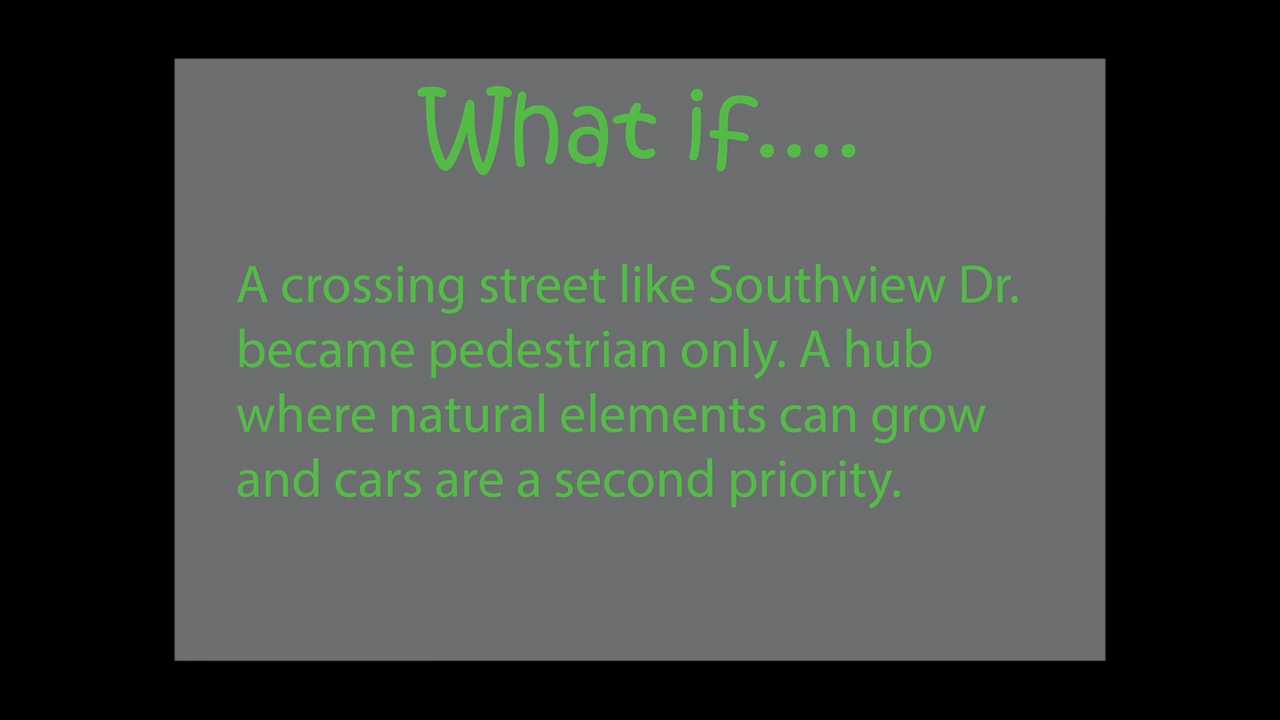 What if....
A crossing street like Southview Dr.
became pedestrian only. A hub
where natural elements can grow
and cars are a second priority.